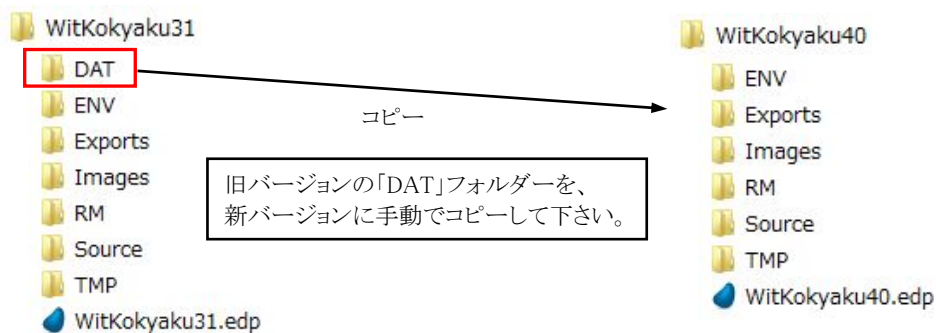 WitKokyaku31
DAT
ENV
Exports
Images
RM
Source
TMP
WitKokyaku31.edp
コピー
旧バージョンの「DAT」フォルダーを、
新バージョンに手動でコピーして下さい。
WitKokyaku40
ENV
Exports
Images
RM
Source
TMP
WitKokyaku40.edp